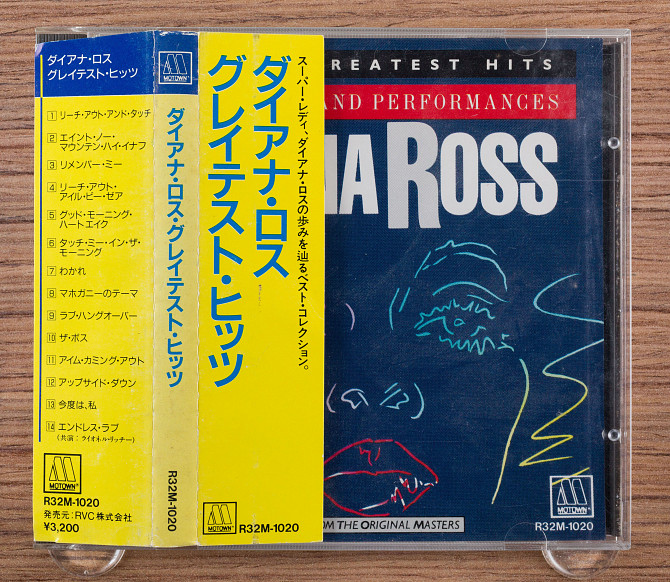 ダイアナ・ロス
グレイテスト・ヒッツ
1 リーチ・アウト・アンド・タッチ
2 エイント・ノー・
マウンテン・ハイ・イナフ
3 リメンバー・ミー
4 リーチ・アウト・
アイル・ビー・ゼア
5 グッド・モーニング・
ハートエイク
6 タッチ・ミー・イン・ザ・
モーニング
7 わかれ
8 マホガニーのテーマ
9 ラブ・ハングオーバー
10 ザ・ボス
11 アイム・カミング・アウト
12 アップサイド・ダウン
13 今度は、私
14 エンドレス・ラブ
(共演:ライオネル・リッチー)
M
MOTOWN®
R32M-1020
発売元:RVC株式会社
¥3,200
M
MOTOWN®
ダイアナ・ロス・グレイテスト・ヒッツ
R32M-1020
スーパー・レディ、ダイアナ・ロスの歩みを辿るベスト・コレクション。
ダイアナ・ロス
グレイテスト・ヒッツ
M
MOTOWN®
R32M-1020
REATEST HITS
AND PERFORMANCES
NA ROSS
OM THE ORIGINAL MASTERS
M
MOTOWN®
R32M-1020